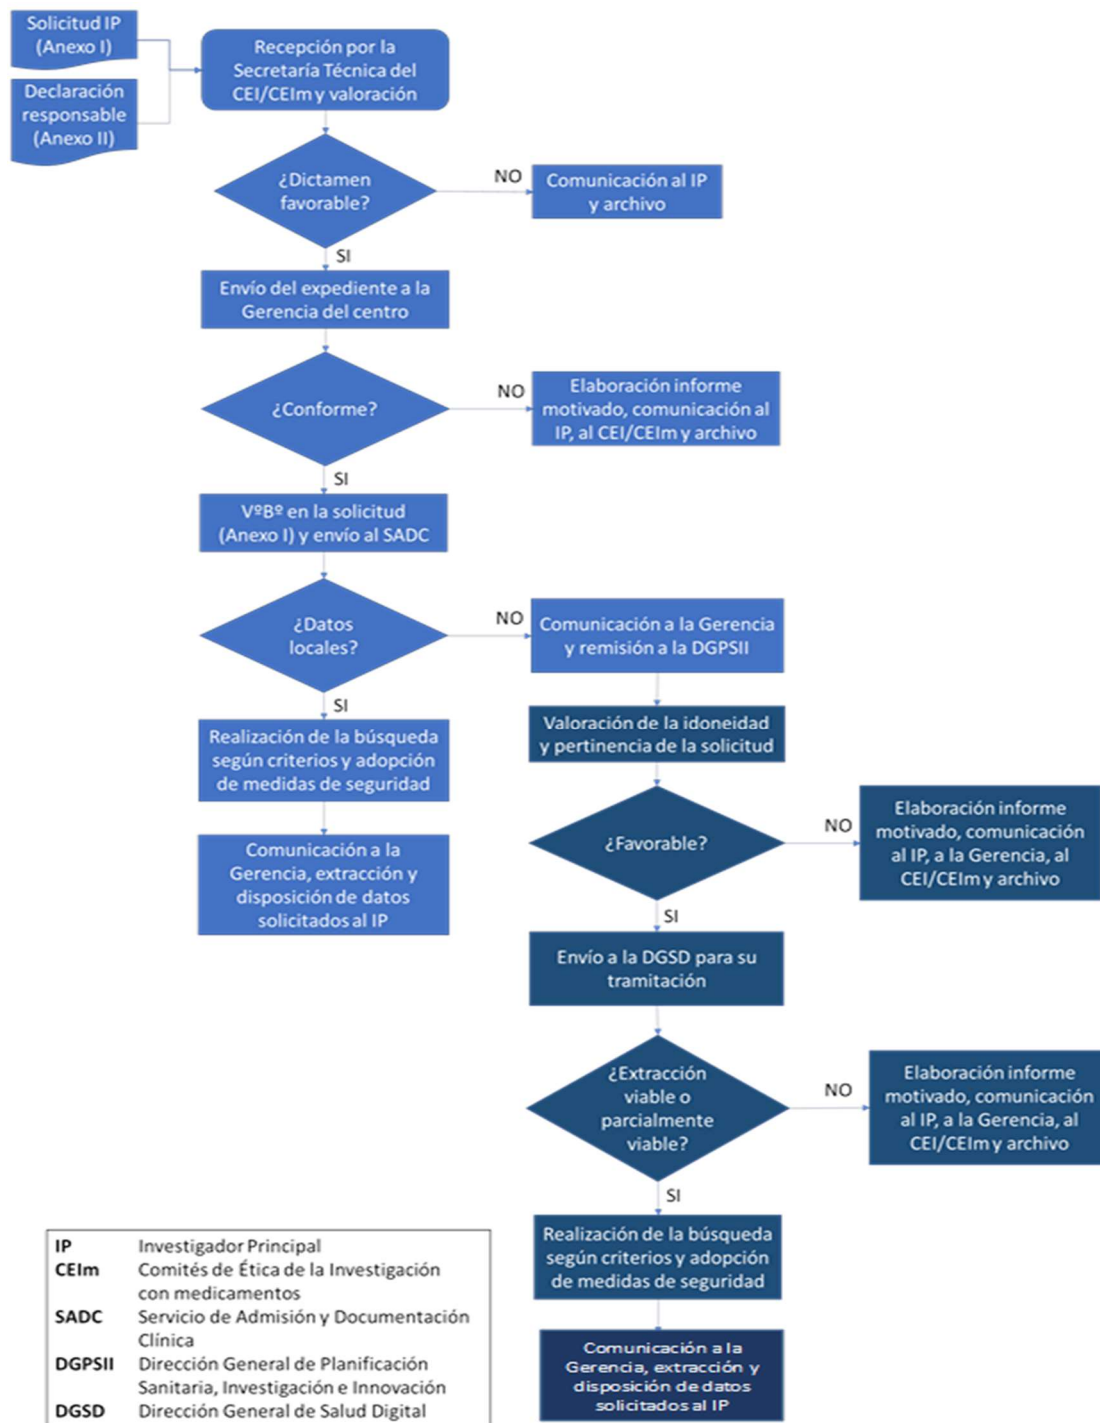 Solicitud IP
(Anexo I)
Declaración
responsable
(Anexo II)
Recepción por la
Secretaría Técnica del
CEI/CEIm y valoración
¿Dictamen
favorable?
NO
Comunicación al IP
y archivo
SI
Envío del expediente a la
Gerencia del centro
¿Conforme?
NO
Elaboración informe
motivado, comunicación al
IP, al CEI/CEIm y archivo
SI
VºBº en la solicitud
(Anexo I) y envío al SADC
¿Datos
locales?
NO
Comunicación a la Gerencia
y remisión a la DGPSII
SI
Realización de la búsqueda
según criterios y adopción
de medidas de seguridad
Comunicación a la
Gerencia, extracción y
disposición de datos
solicitados al IP
Valoración de la idoneidad
y pertinencia de la solicitud
¿Favorable?
NO
Elaboración informe
motivado, comunicación
al IP, a la Gerencia, al
CEI/CEIm y archivo
SI
Envío a la DGSD para su
tramitación
¿Extracción
viable o
parcialmente
viable?
NO
Elaboración informe
motivado, comunicación
al IP, a la Gerencia, al
CEI/CEIm y archivo
SI
Realización de la búsqueda
según criterios y adopción
de medidas de seguridad
Comunicación a la
Gerencia, extracción y
disposición de datos
solicitados al IP
IP Investigador Principal
CEIm Comités de Ética de la Investigación
con medicamentos
SADC Servicio de Admisión y Documentación
Clínica
DGPSII Dirección General de Planificación
Sanitaria, Investigación e Innovación
DGSD Dirección General de Salud Digital